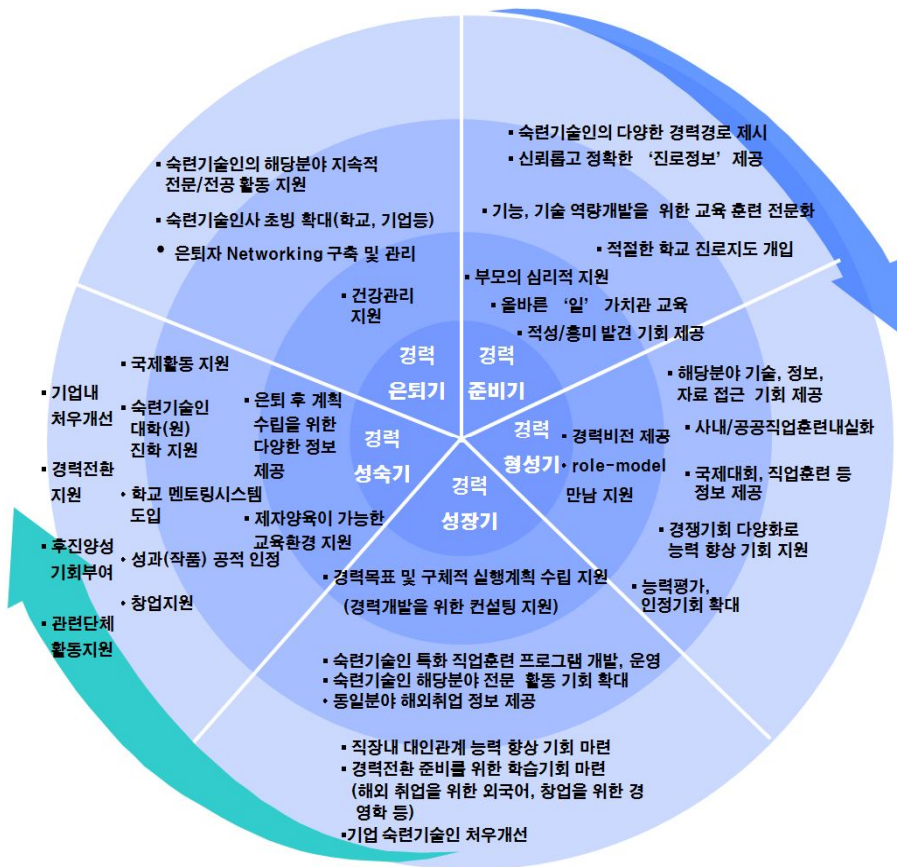 ▪ 숙련기술인의 다양한 경력경로 제시
▪ 신뢰롭고 정확한 ‘진로정보’ 제공
▪ 기능, 기술 역량개발을 위한 교육 훈련 전문화
▪ 적절한 학교 진로지도 개입
▪ 부모의 심리적 지원
▪ 올바른 ‘일’ 가치관 교육
▪ 적성/흥미 발견 기회 제공
경력
준비기
▪ 해당분야 기술, 정보,
자료 접근 기회 제공
▪ 사내/공공직업훈련내실화
▪ 국제대회, 직업훈련 등
정보 제공
▪ 경쟁기회 다양화로
능력 향상 기회 지원
▪ 능력평가,
인정기회 확대
▪ 경력비전 제공
• role-model
만남 지원
경력
형성기
경력
성장기
▪ 경력목표 및 구체적 실행계획 수립 지원
(경력개발을 위한 컨설팅 지원)
▪ 숙련기술인 특화 직업훈련 프로그램 개발, 운영
▪ 숙련기술인 해당분야 전문 활동 기회 확대
• 동일분야 해외취업 정보 제공
▪ 직장내 대인관계 능력 향상 기회 마련
▪ 경력전환 준비를 위한 학습기회 마련
(해외 취업을 위한 외국어, 창업을 위한 경
영학 등)
▪기업 숙련기술인 처우개선
경력
성숙기
▪ 은퇴 후 계획
수립을 위한
다양한 정보
제공
▪ 제자양육이 가능한
교육환경 지원
▪ 국제활동 지원
▪ 숙련기술인
대학(원)
진학 지원
• 학교 멘토링시스템
도입
• 성과(작품) 공적 인정
• 창업지원
▪ 기업내
처우개선
▪ 경력전환
지원
▪ 후진양성
기회부여
▪ 관련단체
활동지원
경력
은퇴기
▪ 숙련기술인의 해당분야 지속적
전문/전공 활동 지원
▪ 숙련기술인사 초빙 확대(학교, 기업등)
• 은퇴자 Networking 구축 및 관리
▪ 건강관리
지원